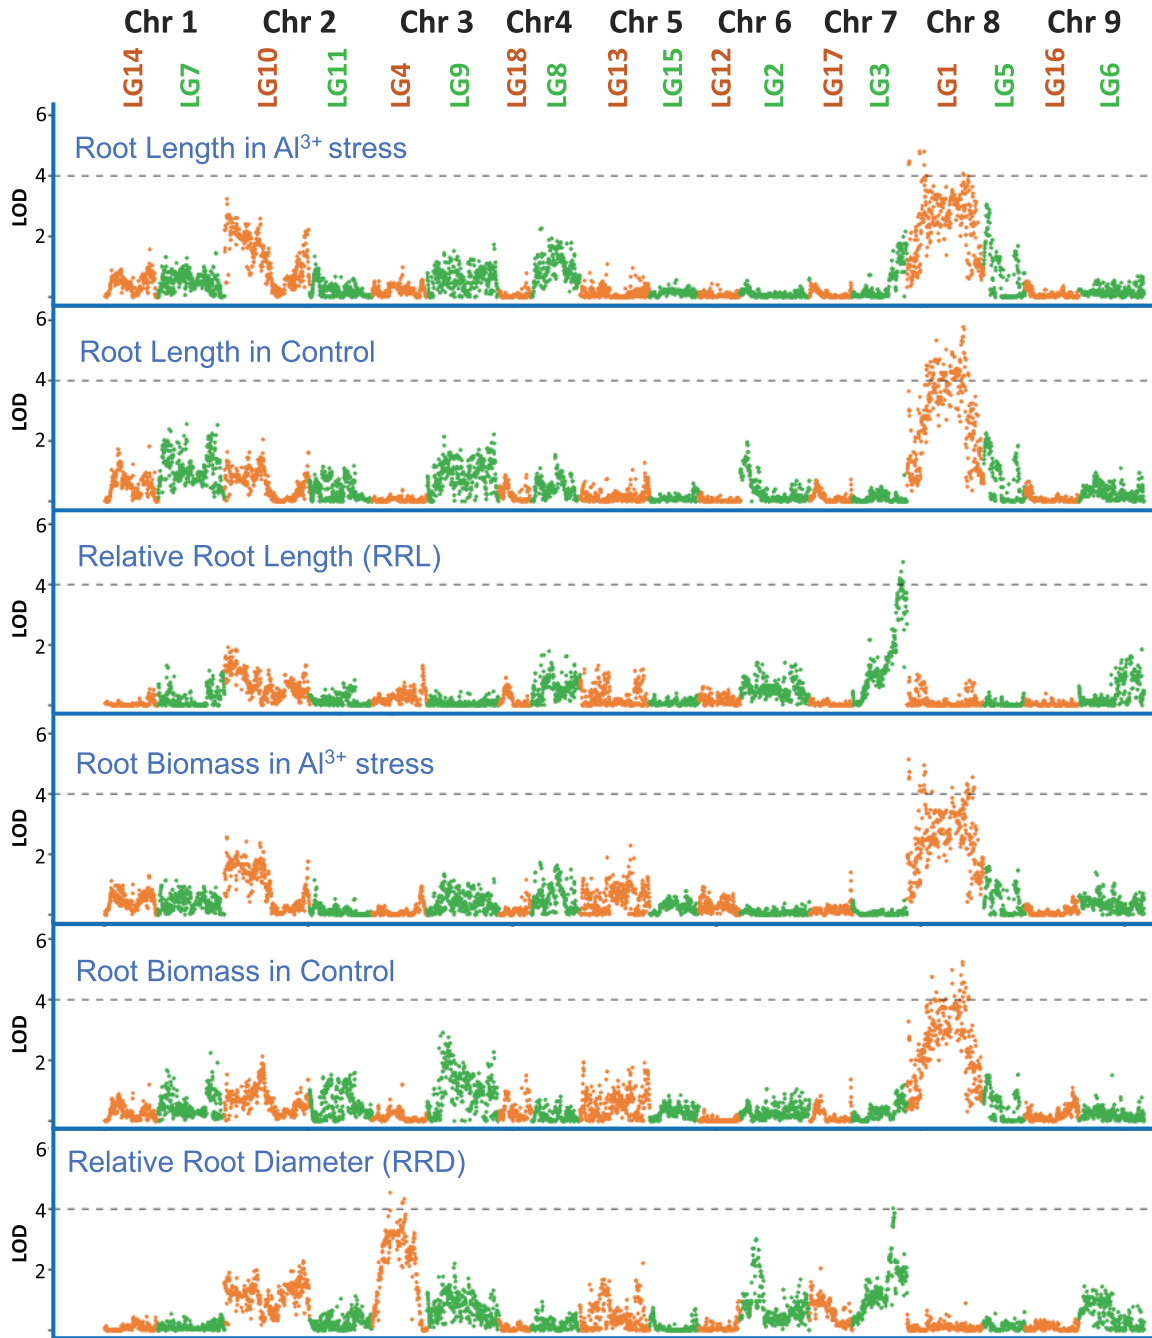 Chr 1 Chr 2 Chr 3 Chr4 Chr 5 Chr 6 Chr 7 Chr 8 Chr 9
LG14 LG7 LG10 LG11 LG4 LG9 LG18 LG8 LG13 LG15 LG12 LG2 LG17 LG3 LG1 LG5 LG16 LG6
6
Root Length in Al³⁺ stress
4
LOD
2
6
Root Length in Control
4
LOD
2
6
Relative Root Length (RRL)
4
LOD
2
6
Root Biomass in Al³⁺ stress
4
LOD
2
6
Root Biomass in Control
4
LOD
2
6
Relative Root Diameter (RRD)
4
LOD
2